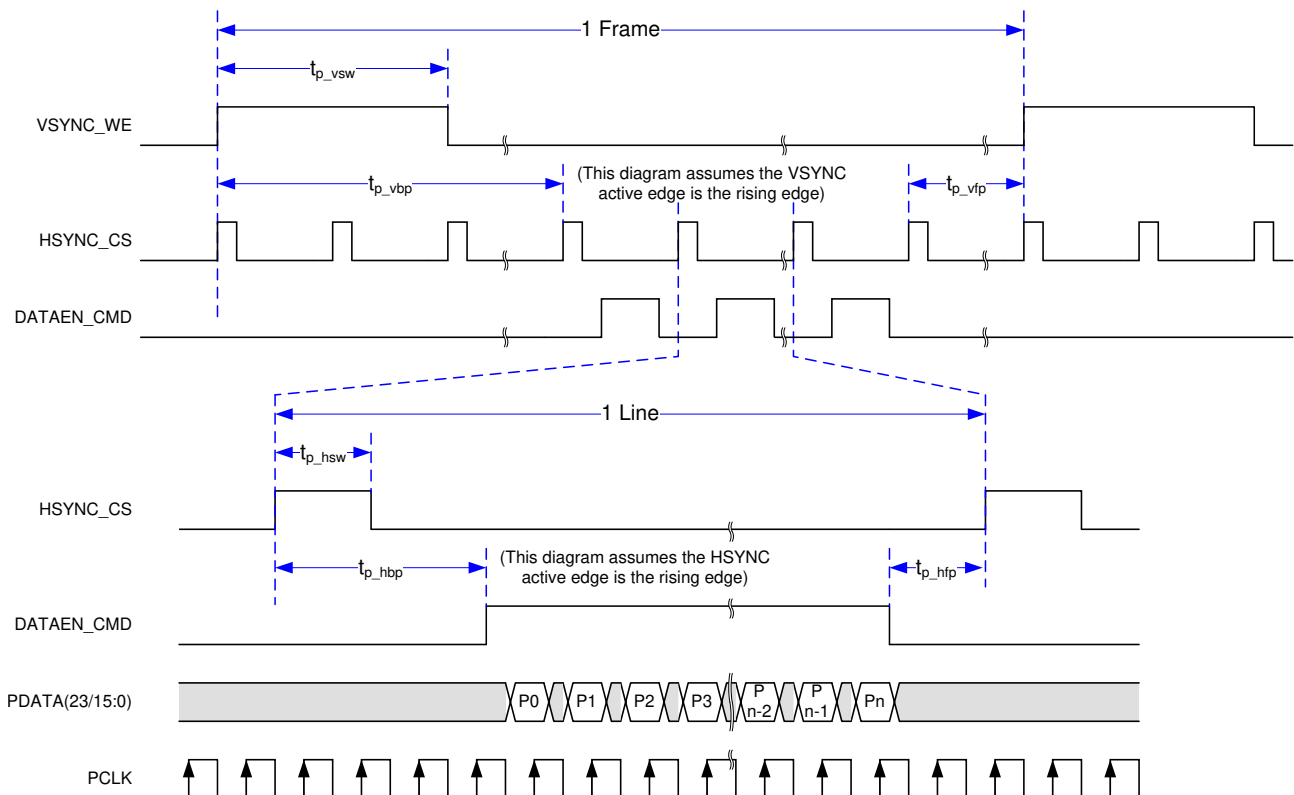 1 Frame
tp_vsw
VSYNC_WE
tp_vbp
(This diagram assumes the VSYNC
active edge is the rising edge)
tp_vfp
HSYNC_CS
DATAEN_CMD
1 Line
tp_hsw
HSYNC_CS
tp_hbp
(This diagram assumes the HSYNC
active edge is the rising edge)
tp_hfp
DATAEN_CMD
PDATA(23/15:0)
P0
P1
P2
P3
P
n-2
P
n-1
Pn
PCLK